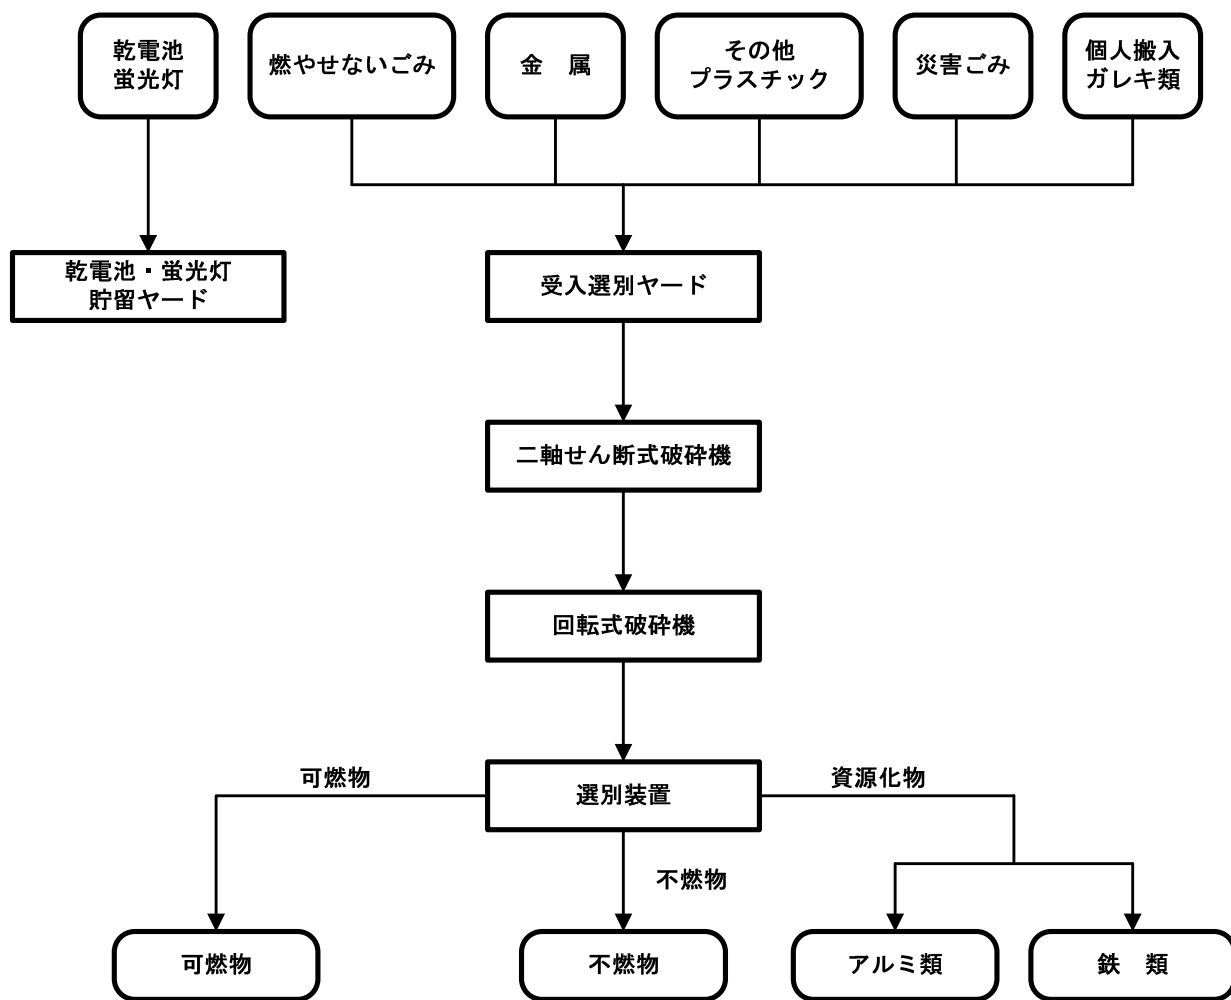 乾電池
蛍光灯
燃やせないごみ
金　属
その他
プラスチック
災害ごみ
個人搬入
ガレキ類
乾電池・蛍光灯
貯留ヤード
受入選別ヤード
二軸せん断式破砕機
回転式破砕機
可燃物
選別装置
資源化物
不燃物
可燃物
不燃物
アルミ類
鉄　類